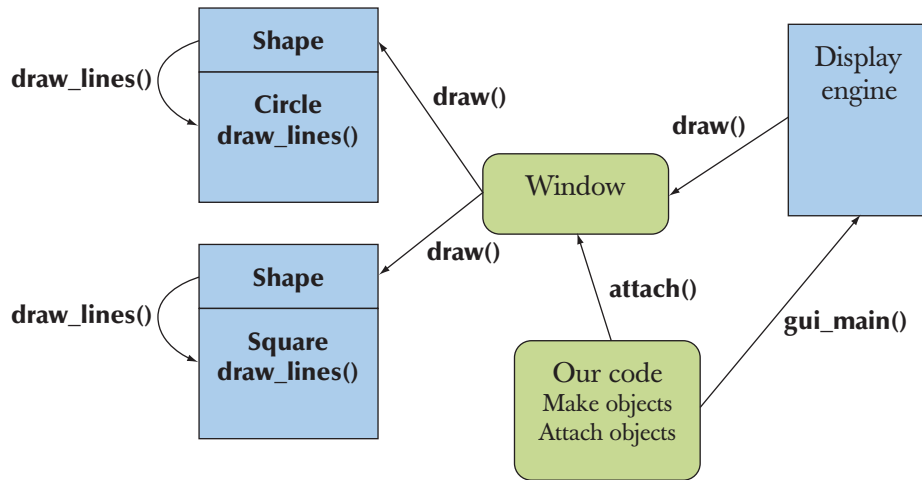 Shape
draw_lines()
Circle
draw_lines()
draw()
Display
engine
draw()
Window
draw()
Shape
draw_lines()
Square
draw_lines()
attach()
gui_main()
Our code
Make objects
Attach objects